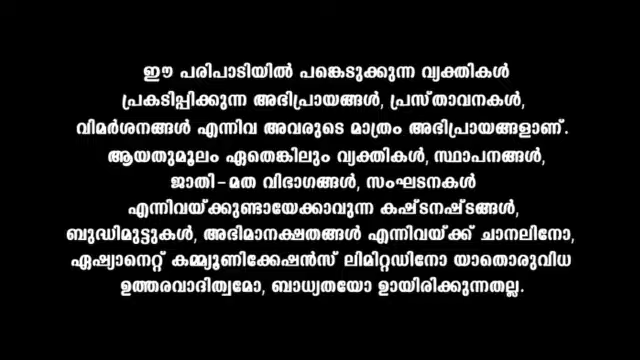 ഈ പരിപാടിയിൽ പങ്കെടുക്കുന്ന വ്യക്തികൾ
പ്രകടിപ്പിക്കുന്ന അഭിപ്രായങ്ങൾ, പ്രസ്താവനകൾ,
വിമർശനങ്ങൾ എന്നിവ അവരുടെ മാത്രം അഭിപ്രായങ്ങളാണ്.
ആയതുമൂലം ഏതെങ്കിലും വ്യക്തികൾ, സ്ഥാപനങ്ങൾ,
ജാതി-മത വിഭാഗങ്ങൾ, സംഘടനകൾ
എന്നിവയ്ക്കുണ്ടായേക്കാവുന്ന കഷ്ടനഷ്ടങ്ങൾ,
ബുദ്ധിമുട്ടുകൾ, അഭിമാനക്ഷതങ്ങൾ എന്നിവയ്ക്ക് ചാനലിനോ,
ഏഷ്യാനെറ്റ് കമ്മ്യൂണിക്കേഷൻസ് ലിമിറ്റഡിനോ യാതൊരുവിധ
ഉത്തരവാദിത്വമോ, ബാധ്യതയോ ഉായിരിക്കുന്നതല്ല.